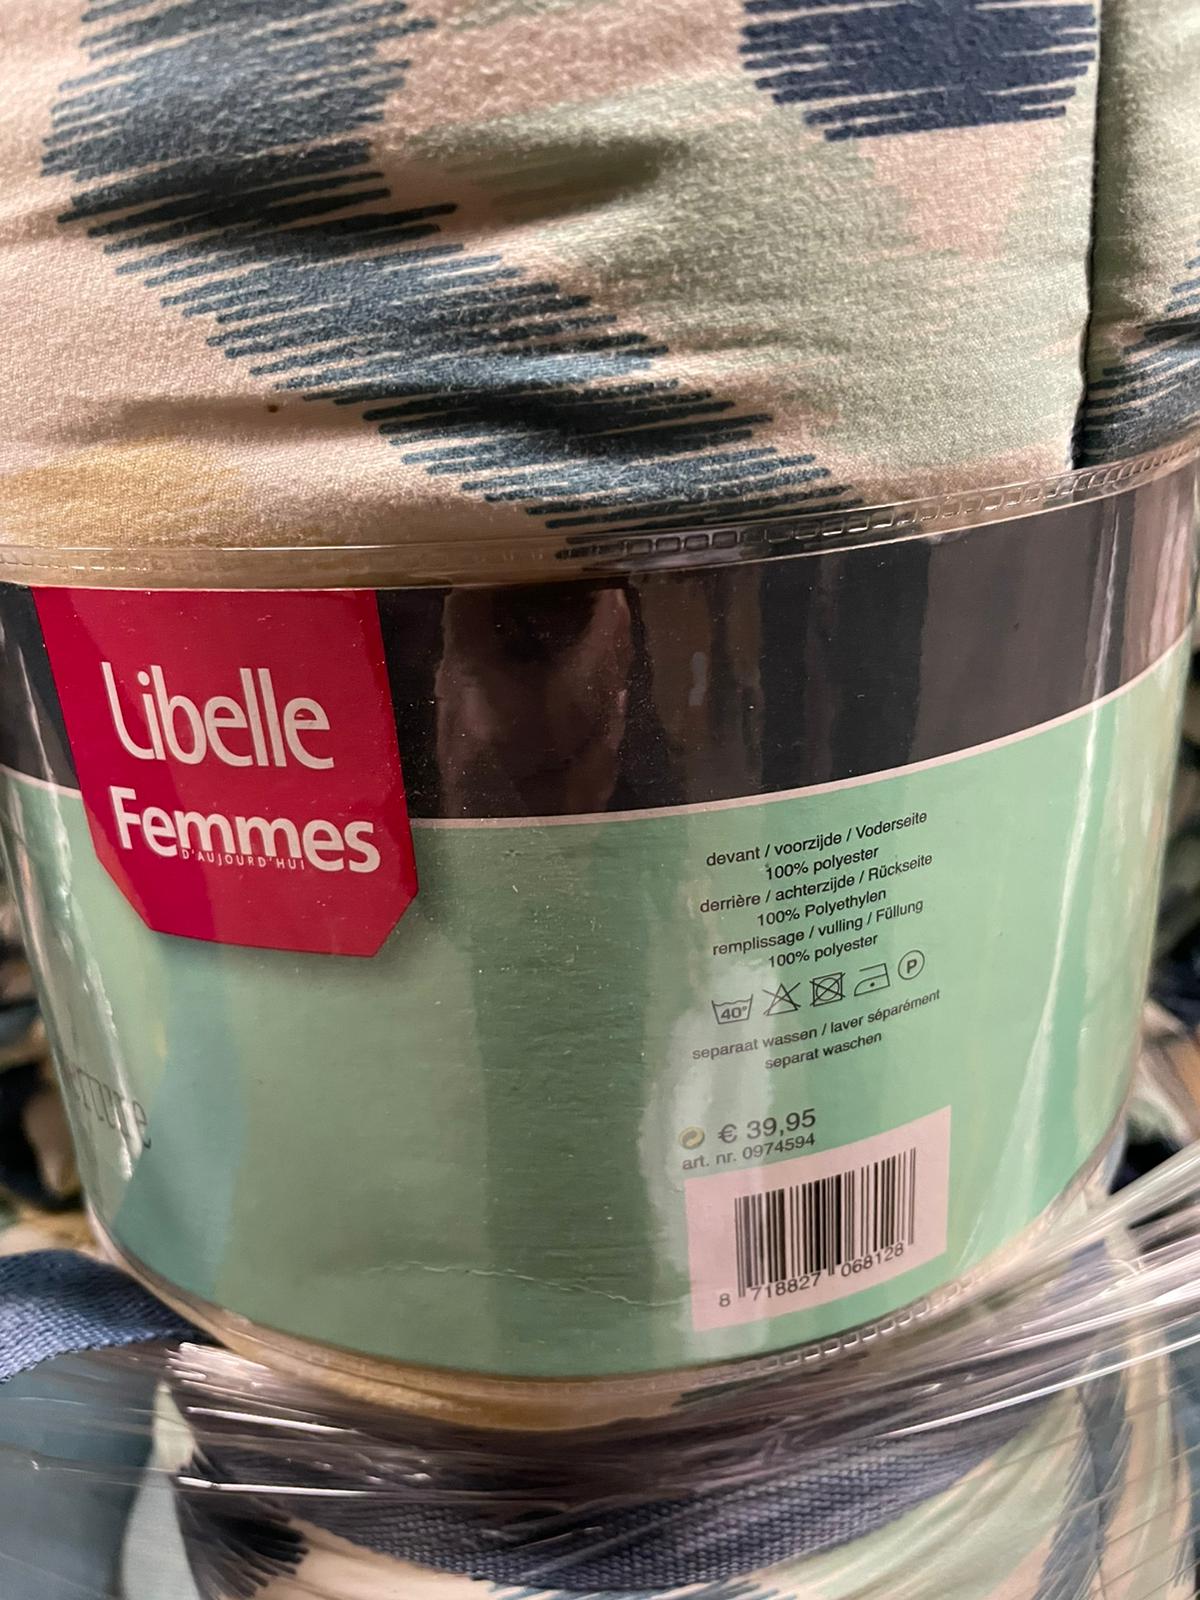 Libelle
Femmes
D'AUJOURD'HUI
devant / voorzijde / Voderseite
100% polyester
derrière / achterzijde / Rückseite
100% Polyethylen
remplissage / vulling / Füllung
100% polyester
40° P
separaat wassen / laver séparément
separat waschen
€ 39,95
art. nr. 0974594
8 718827 068128